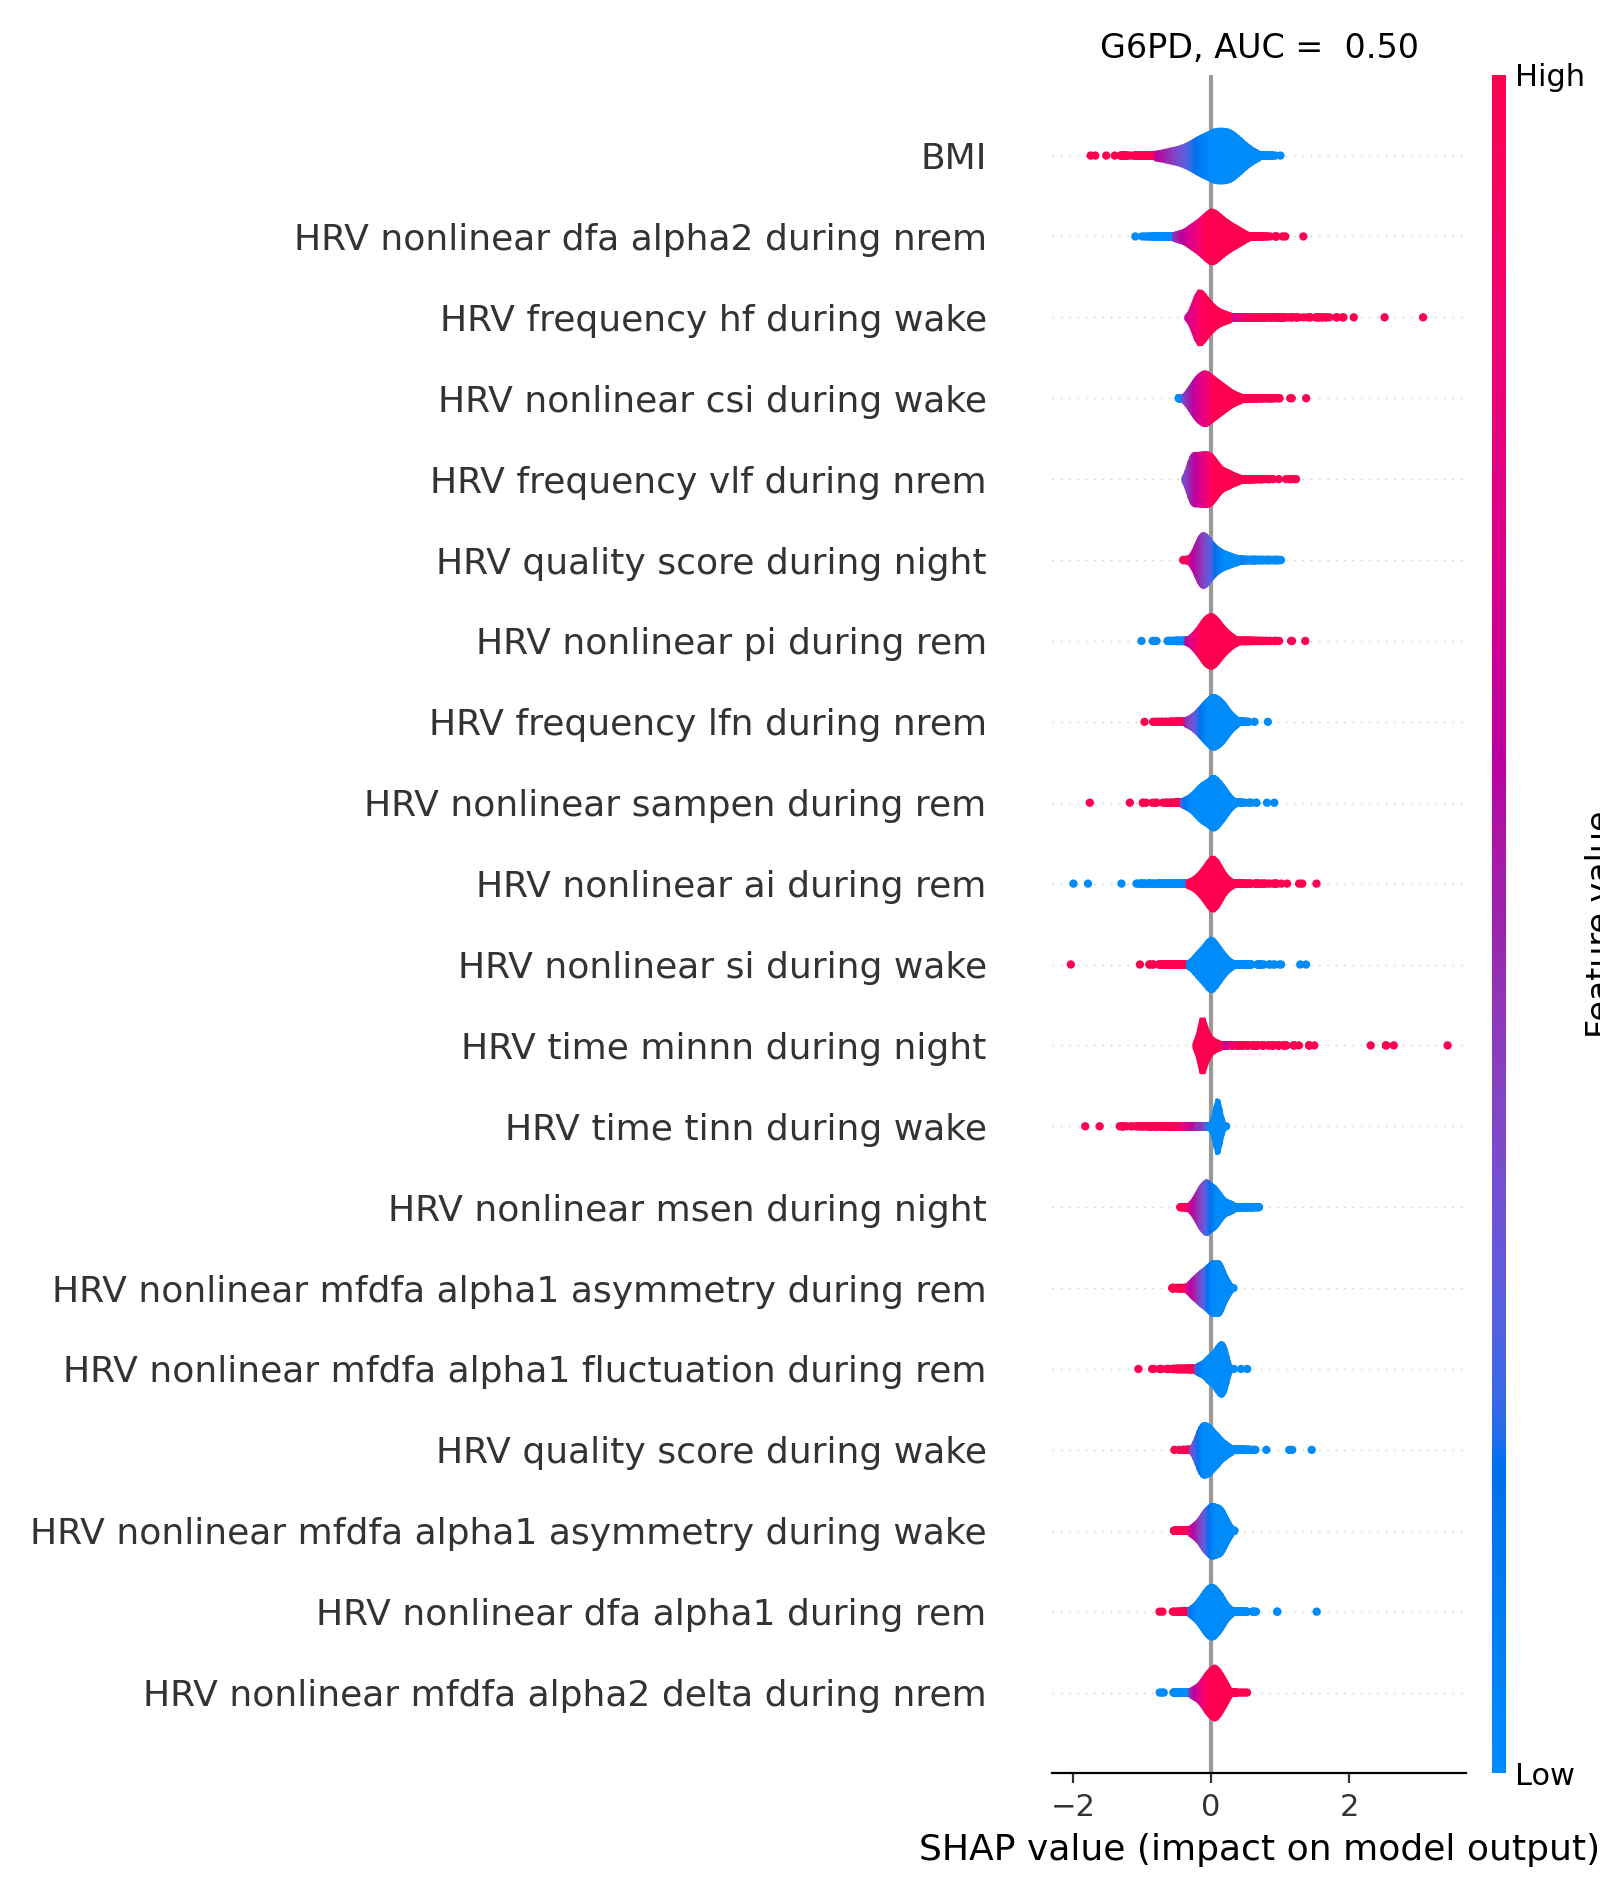 G6PD, AUC =  0.50
High
BMI
HRV nonlinear dfa alpha2 during nrem
HRV frequency hf during wake
HRV nonlinear csi during wake
HRV frequency vlf during nrem
HRV quality score during night
HRV nonlinear pi during rem
HRV frequency lfn during nrem
HRV nonlinear sampen during rem
HRV nonlinear ai during rem
HRV nonlinear si during wake
HRV time minnn during night
HRV time tinn during wake
HRV nonlinear msen during night
HRV nonlinear mfdfa alpha1 asymmetry during rem
HRV nonlinear mfdfa alpha1 fluctuation during rem
HRV quality score during wake
HRV nonlinear mfdfa alpha1 asymmetry during wake
HRV nonlinear dfa alpha1 during rem
HRV nonlinear mfdfa alpha2 delta during nrem
Feature value
Low
−2 0 2
SHAP value (impact on model output)